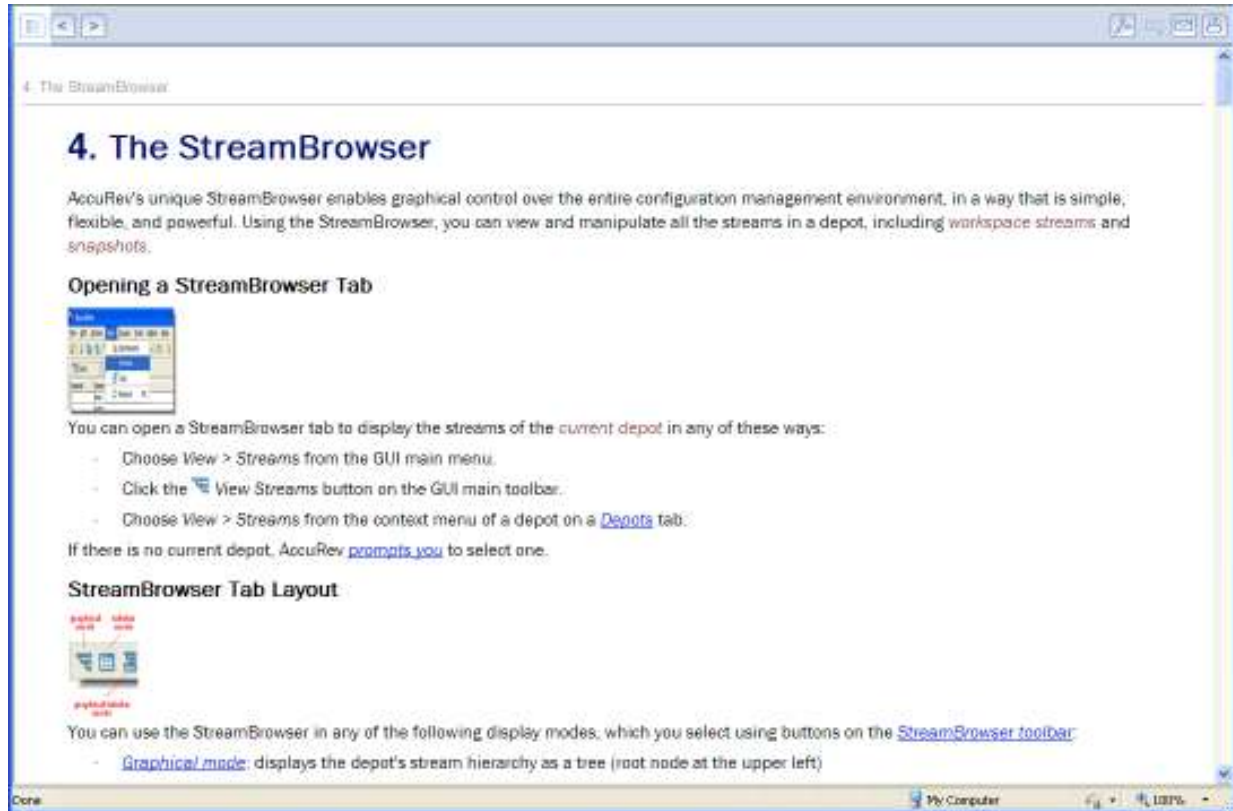 4. The StreamBrowser
4. The StreamBrowser
AccuRev's unique StreamBrowser enables graphical control over the entire configuration management environment, in a way that is simple,
flexible, and powerful. Using the StreamBrowser, you can view and manipulate all the streams in a depot, including workspace streams and
snapshots.
Opening a StreamBrowser Tab
You can open a StreamBrowser tab to display the streams of the current depot in any of these ways:
- Choose View > Streams from the GUI main menu.
- Click the View Streams button on the GUI main toolbar.
- Choose View > Streams from the context menu of a depot on a Depots tab.
If there is no current depot, AccuRev prompts you to select one.
StreamBrowser Tab Layout
You can use the StreamBrowser in any of the following display modes, which you select using buttons on the StreamBrowser toolbar:
- Graphical mode: displays the depot's stream hierarchy as a tree (root node at the upper left)
Done
My Computer
100%